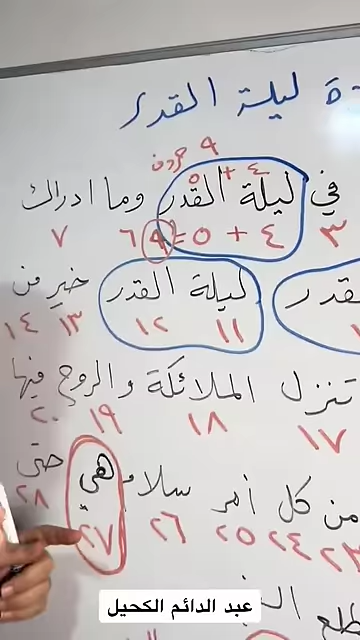 ليلة القدر
٩ حروف
٥ + ٤
في ليلة القدر وما ادراك
٣ ٤ + ٥ = ٩ ٦ ٧
ليلة القدر خير من
١١ ١٢ ١٣ ١٤
تنزل الملائكة والروح فيها
١٧ ١٨ ١٩ ٢٠
من كل أمر سلام هي حتى
٢٣ ٢٤ ٢٥ ٢٦ ٢٧ ٢٨
عبد الدائم الكحيل